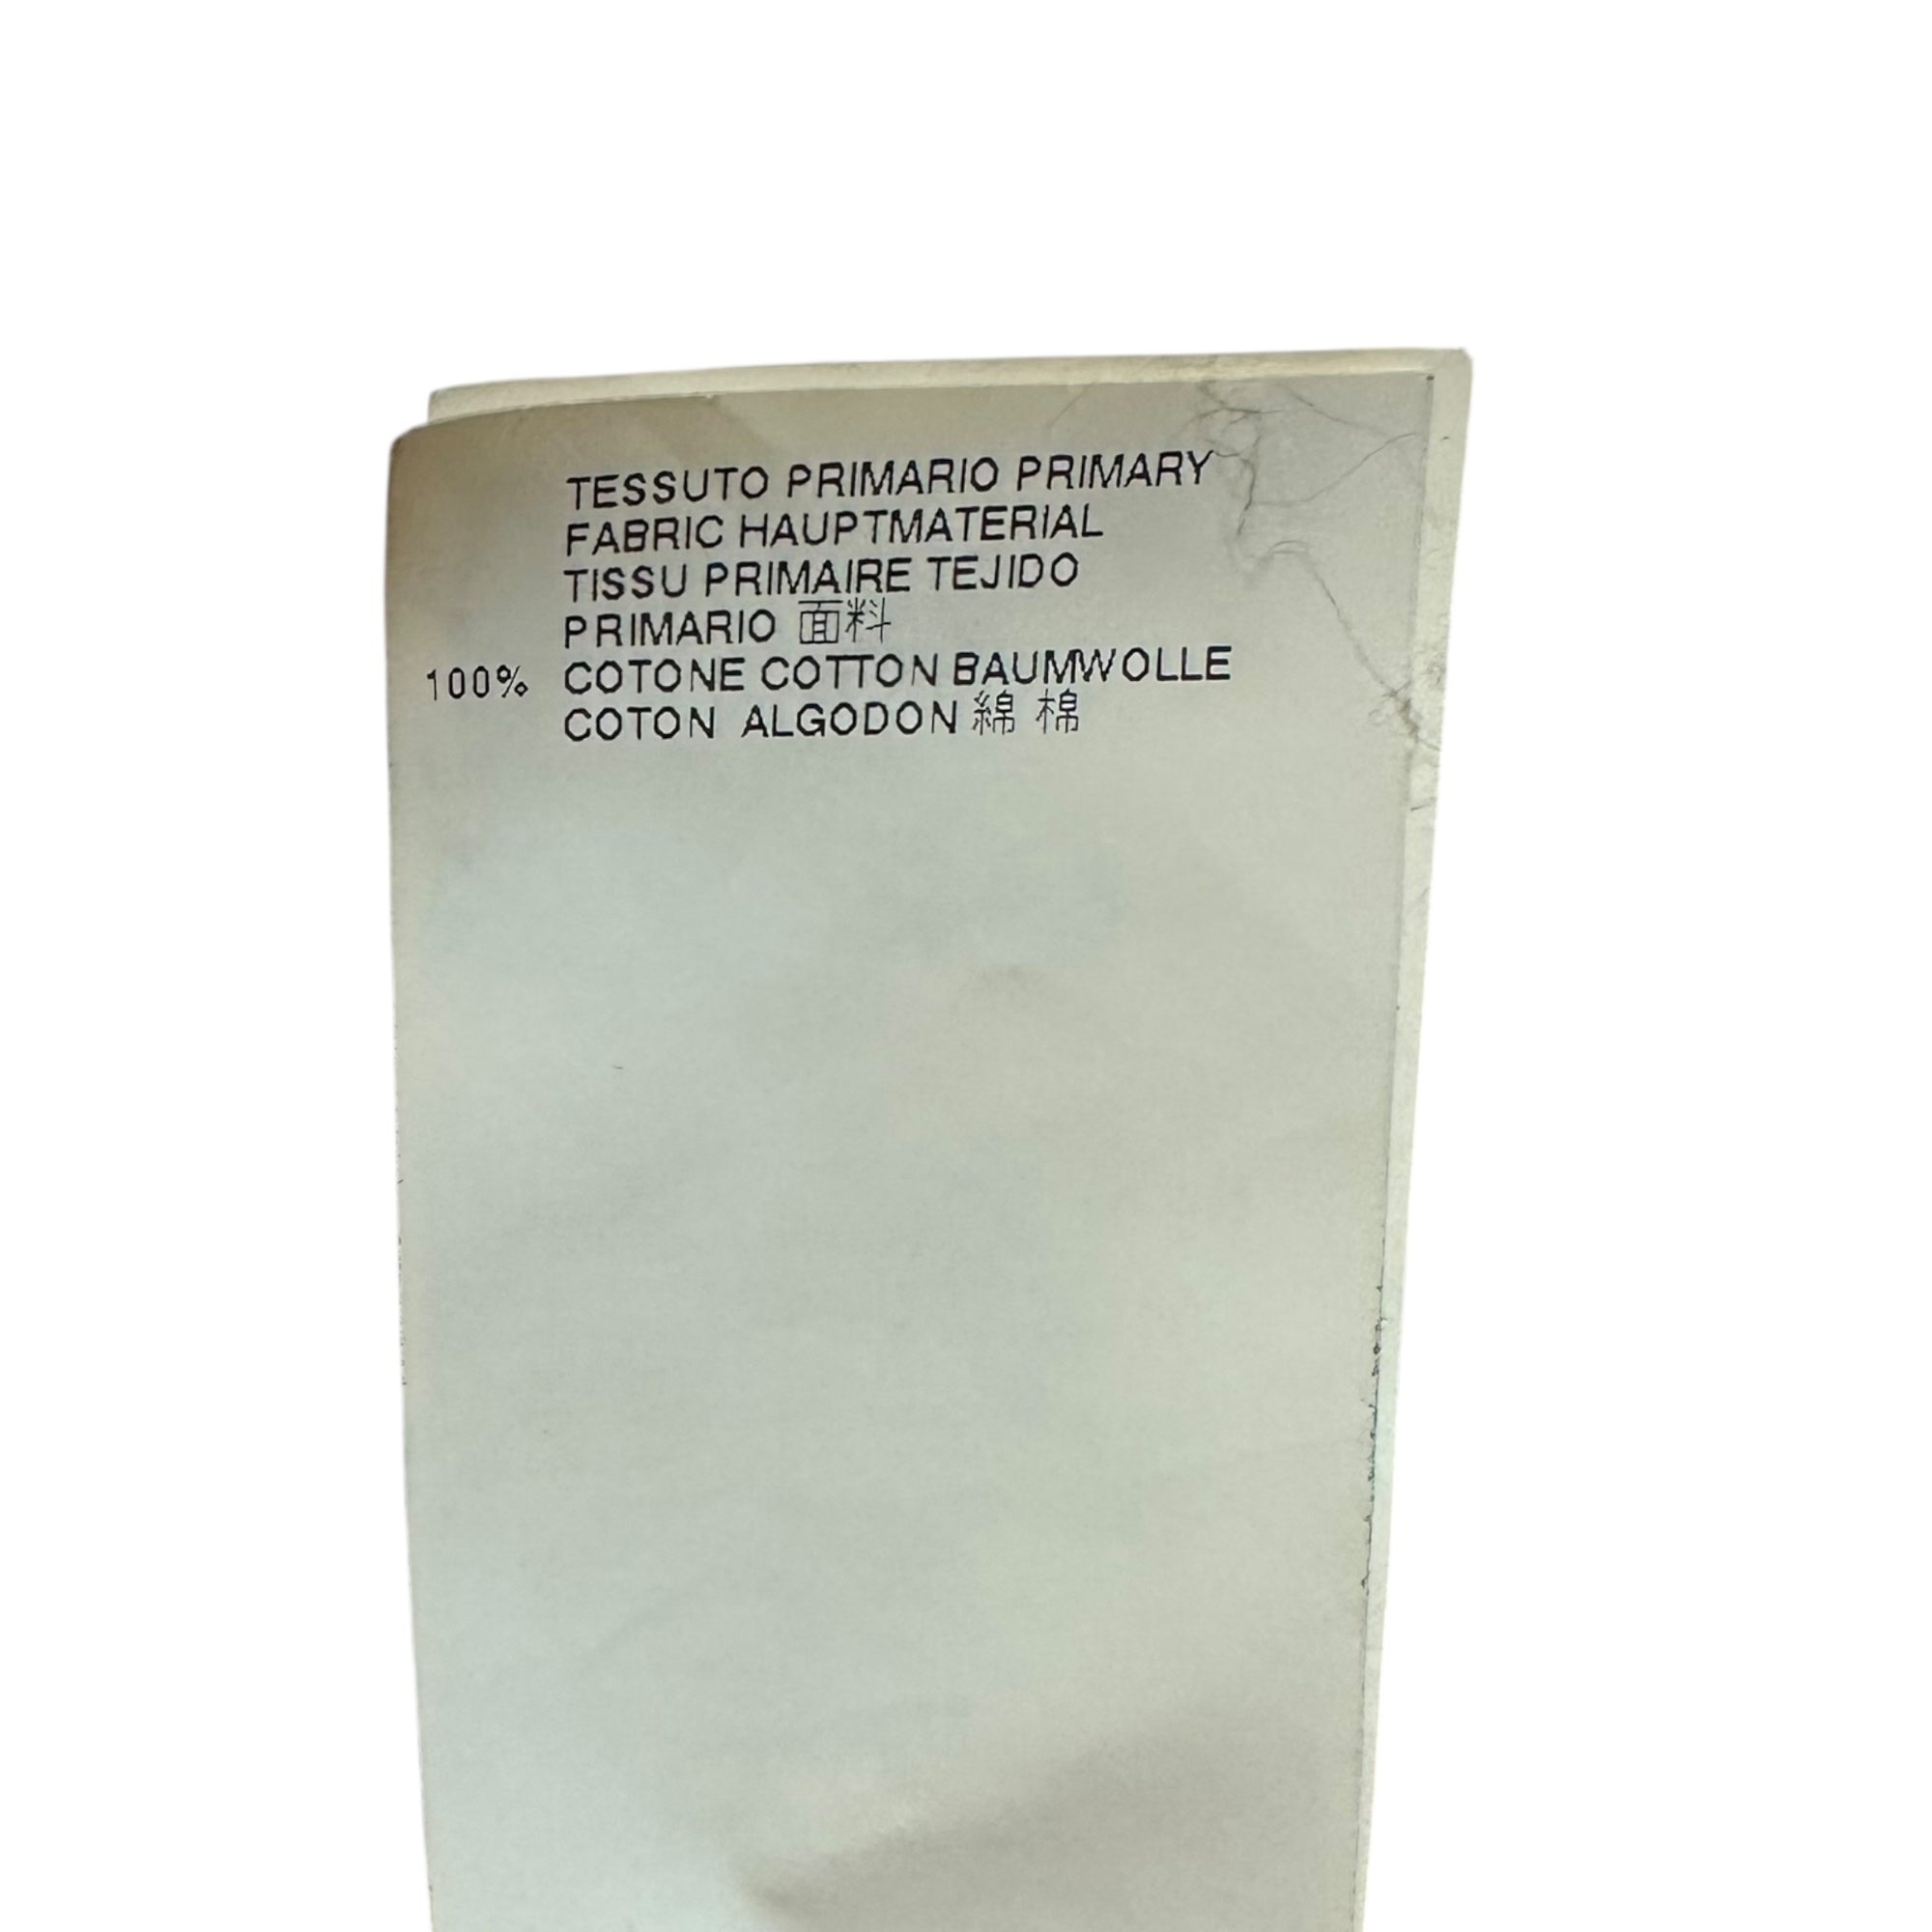 TESSUTO PRIMARIO PRIMARY
FABRIC HAUPTMATERIAL
TISSU PRIMAIRE TEJIDO
PRIMARIO 面料
100% COTONE COTTON BAUMWOLLE
COTON ALGODON 綿 棉